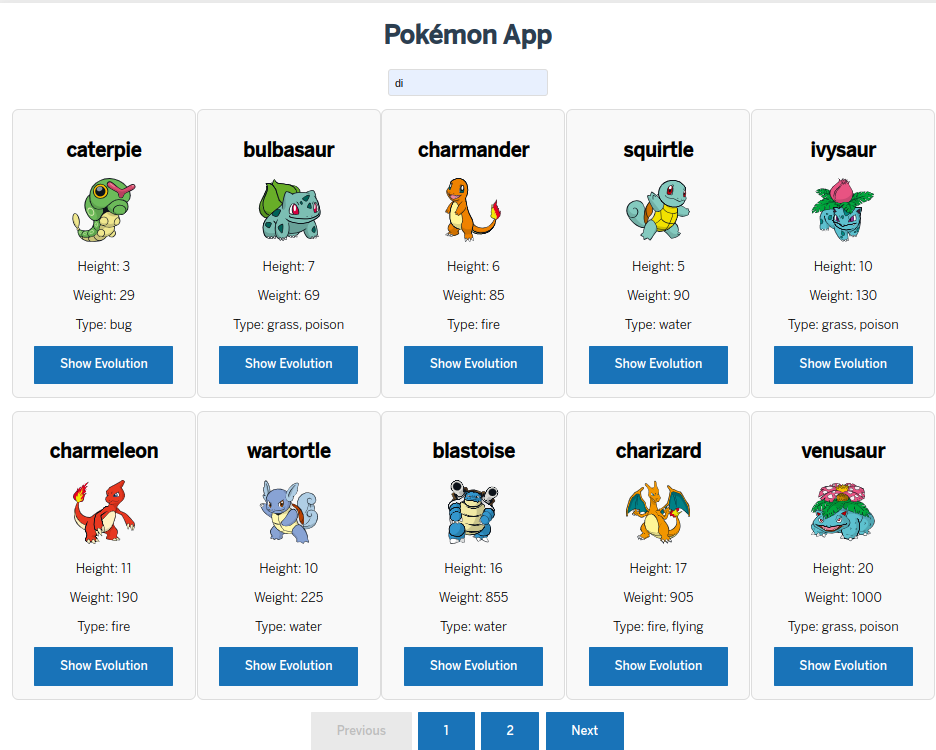 Pokémon App
di
caterpie bulbasaur charmander squirtle ivysaur
Height: 3 Height: 7 Height: 6 Height: 5 Height: 10
Weight: 29 Weight: 69 Weight: 85 Weight: 90 Weight: 130
Type: bug Type: grass, poison Type: fire Type: water Type: grass, poison
Show Evolution Show Evolution Show Evolution Show Evolution Show Evolution
charmeleon wartortle blastoise charizard venusaur
Height: 11 Height: 10 Height: 16 Height: 17 Height: 20
Weight: 190 Weight: 225 Weight: 855 Weight: 905 Weight: 1000
Type: fire Type: water Type: water Type: fire, flying Type: grass, poison
Show Evolution Show Evolution Show Evolution Show Evolution Show Evolution
Previous 1 2 Next